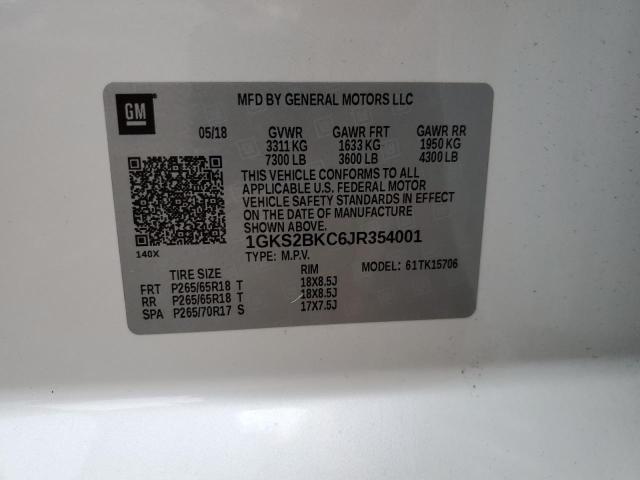 GM
MFD BY GENERAL MOTORS LLC
05/18 GVWR GAWR FRT GAWR RR
3311 KG 1633 KG 1950 KG
7300 LB 3600 LB 4300 LB
THIS VEHICLE CONFORMS TO ALL
APPLICABLE U.S. FEDERAL MOTOR
VEHICLE SAFETY STANDARDS IN EFFECT
ON THE DATE OF MANUFACTURE
SHOWN ABOVE.
1GKS2BKC6JR354001
140X
TYPE: M.P.V. MODEL: 61TK15706
TIRE SIZE RIM
FRT P265/65R18 T 18X8.5J
RR P265/65R18 T 18X8.5J
SPA P265/70R17 S 17X7.5J